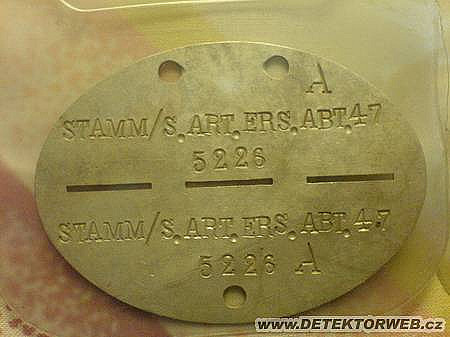 A
STAMM/S.ART.ERS.ABT.47
5226
STAMM/S.ART.ERS.ABT.47
5226 A
WWW.DETEKTORWEB.CZ